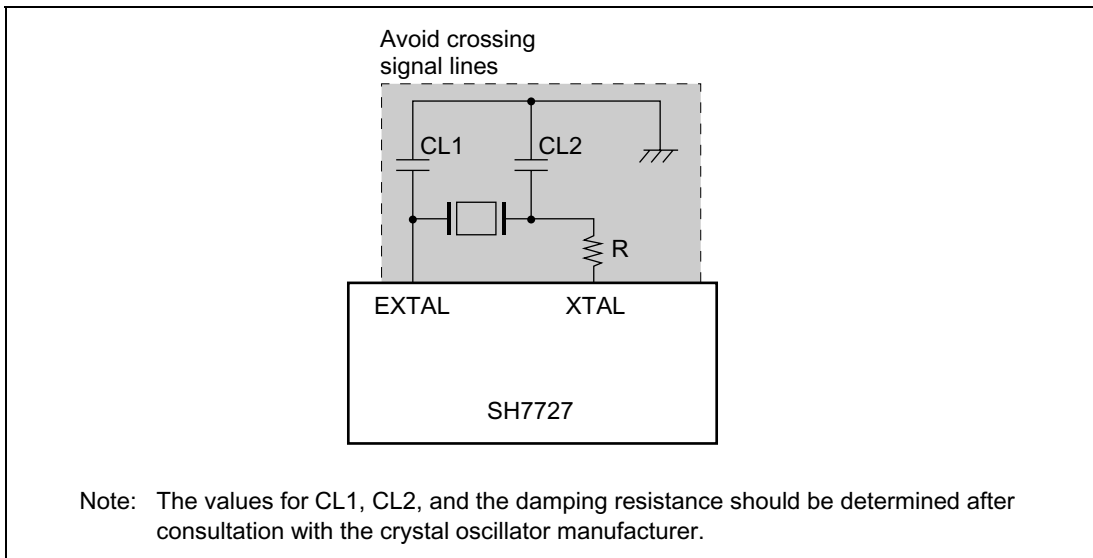 Avoid crossing
signal lines
CL1
CL2
R
EXTAL
XTAL
SH7727
Note: The values for CL1, CL2, and the damping resistance should be determined after
consultation with the crystal oscillator manufacturer.